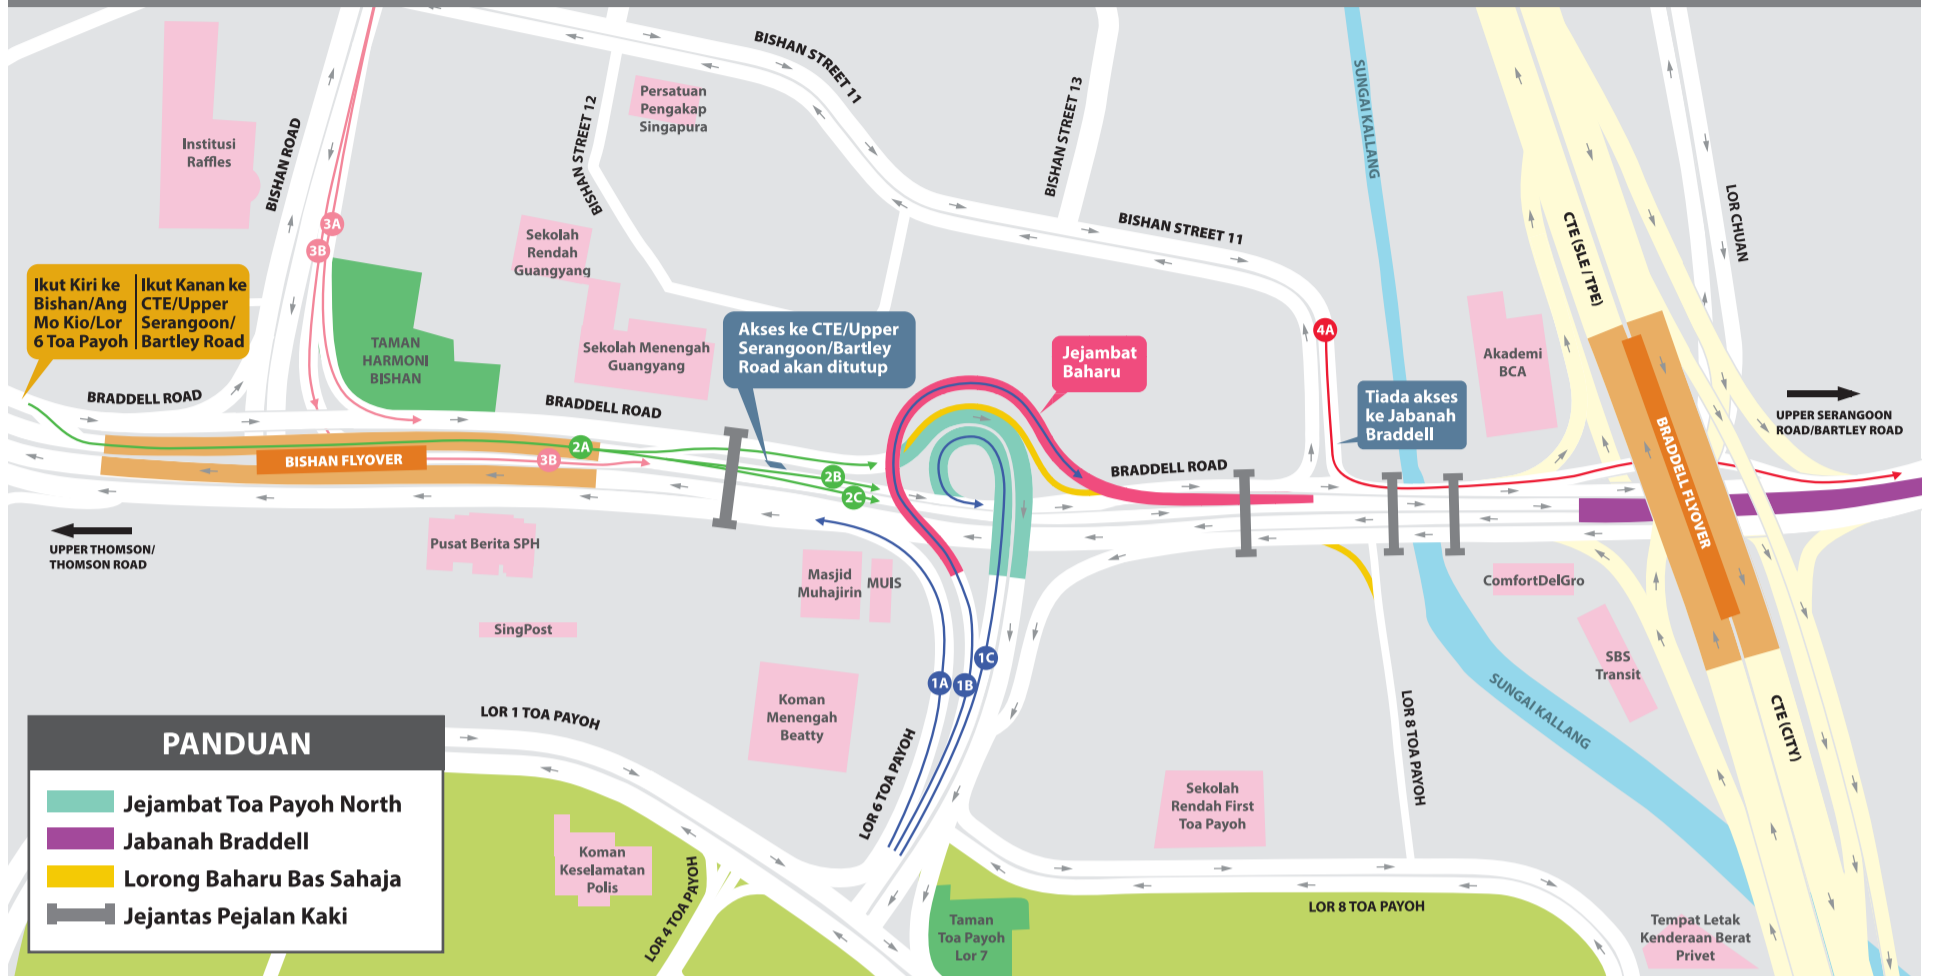 BISHAN STREET 11
Persatuan
Pengakap
Singapura
BISHAN STREET 12
BISHAN STREET 13
SUNGAI KALLANG
Institusi
Raffles
BISHAN ROAD
BISHAN
3A
3B
Sekolah
Rendah
Guangyang
BISHAN STREET 11
CTE (SLE / TPE)
LOR CHUAN
Ikut Kiri ke
Bishan/Ang
Mo Kio/Lor
6 Toa Payoh
Ikut Kanan ke
CTE/Upper
Serangoon/
Bartley Road
TAMAN
HARMONI
BISHAN
Sekolah Menengah
Guangyang
Akses ke CTE/Upper
Serangoon/Bartley
Road akan ditutup
Jejambat
Baharu
4A
Akademi
BCA
Tiada akses
ke Jabanah
Braddell
BRADDELL ROAD
BRADDELL ROAD
UPPER SERANGOON
ROAD/BARTLEY ROAD
BISHAN FLYOVER
2A
3B
2B
2C
BRADDELL ROAD
BRADDELL FLYOVER
UPPER THOMSON/
THOMSON ROAD
Pusat Berita SPH
Masjid
Muhajirin
MUIS
ComfortDelGro
SingPost
1A
1B
1C
SBS
Transit
Koman
Menengah
Beatty
LOR 6 TOA PAYOH
LOR 8 TOA PAYOH
SUNGAI KALLANG
CTE (CITY)
LOR 1 TOA PAYOH
PANDUAN
Jejambat Toa Payoh North
Jabanah Braddell
Lorong Baharu Bas Sahaja
Jejantas Pejalan Kaki
Koman
Keselamatan
Polis
LOR 4 TOA PAYOH
Sekolah
Rendah First
Toa Payoh
LOR 8 TOA PAYOH
Taman
Toa Payoh
Lor 7
Tempat Letak
Kenderaan Berat
Privet